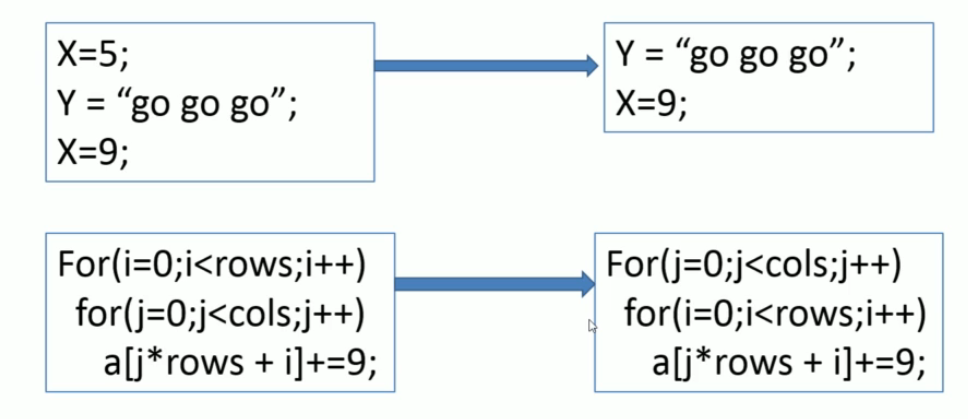 X=5;
Y = “go go go”;
X=9;
Y = “go go go”;
X=9;
For(i=0;i<rows;i++)
for(j=0;j<cols;j++)
a[j*rows + i]+=9;
For(j=0;j<cols;j++)
for(i=0;i<rows;i++)
a[j*rows + i]+=9;